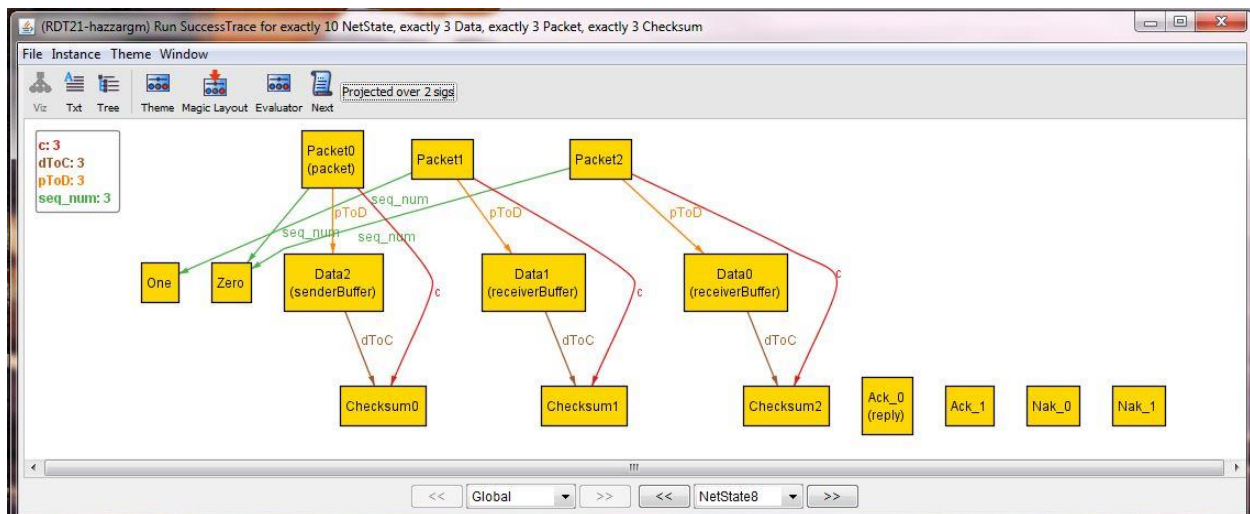 (RDT21-hazzargm) Run SuccessTrace for exactly 10 NetState, exactly 3 Data, exactly 3 Packet, exactly 3 Checksum
File Instance Theme Window
Viz Txt Tree Theme Magic Layout Evaluator Next Projected over 2 sigs
c: 3
dToC: 3
pToD: 3
seq_num: 3
Packet0
(packet)
Packet1
Packet2
seq_num
pToD
pToD
pToD
seq_num
seq_num
One
Zero
Data2
(senderBuffer)
Data1
(receiverBuffer)
Data0
(receiverBuffer)
c
c
c
dToC
dToC
dToC
Checksum0
Checksum1
Checksum2
Ack_0
(reply)
Ack_1
Nak_0
Nak_1
<< Global >> << NetState8 >>